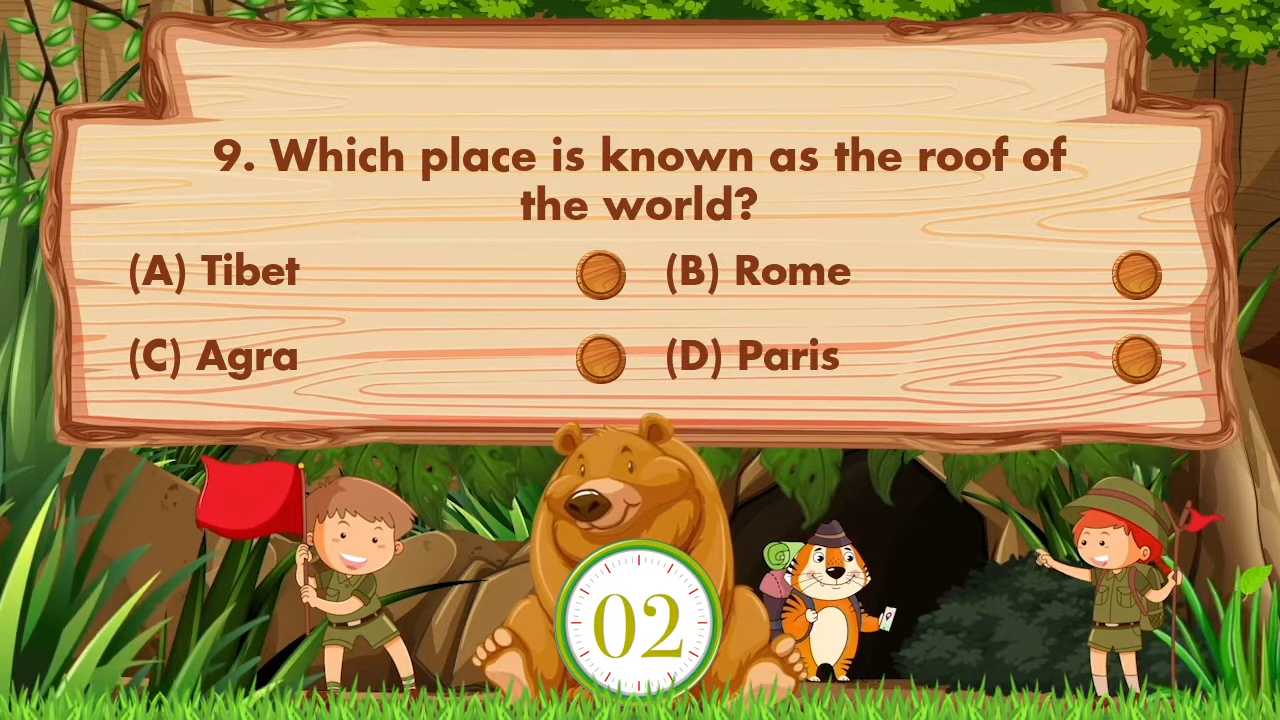 9. Which place is known as the roof of
the world?
(A) Tibet
(B) Rome
(C) Agra
(D) Paris
02